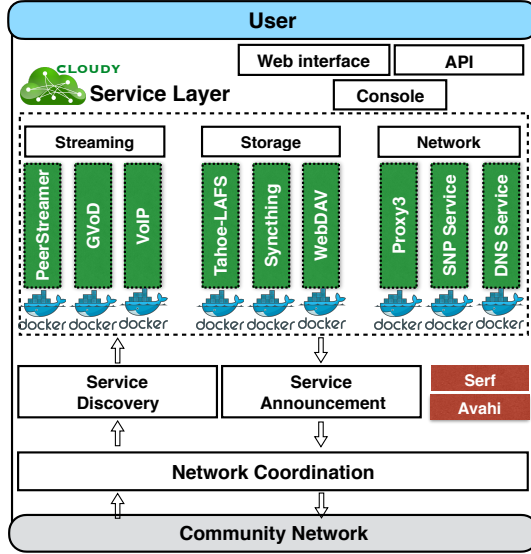 User
Web interface
API
CLOUDY
Service Layer
Console
Streaming
Storage
Network
PeerStreamer
GVoD
VoIP
Tahoe-LAFS
Syncthing
WebDAV
Proxy3
SNP Service
DNS Service
docker
docker
docker
docker
docker
docker
docker
docker
docker
Service
Discovery
Service
Announcement
Serf
Avahi
Network Coordination
Community Network